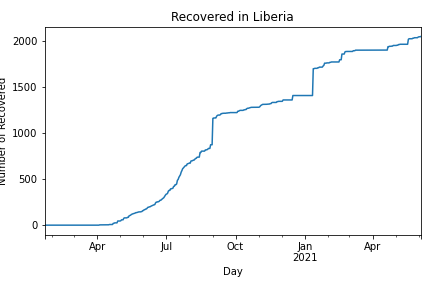 Recovered in Liberia
Number of Recovered
2000
1500
1000
500
0
Apr
Jul
Oct
Jan
2021
Apr
Day